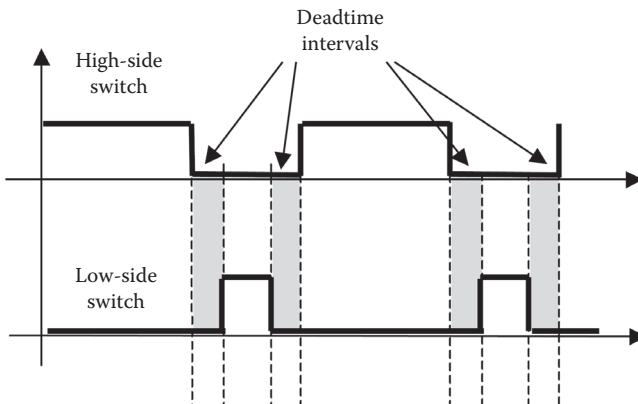 Deadtime
intervals
High-side
switch
Low-side
switch